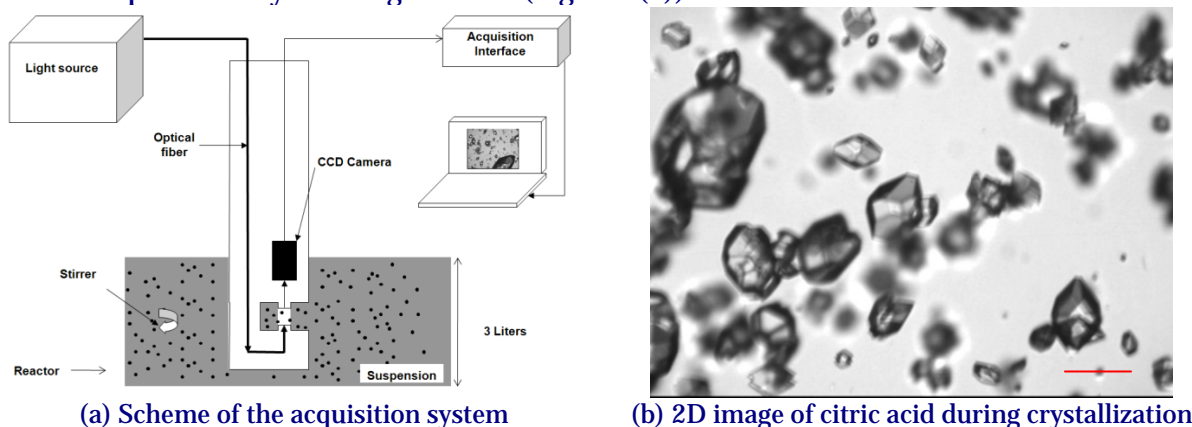 Light source
Acquisition
Interface
Optical
fiber
CCD Camera
Stirrer
3 Liters
Reactor
Suspension
(a) Scheme of the acquisition system
(b) 2D image of citric acid during crystallization